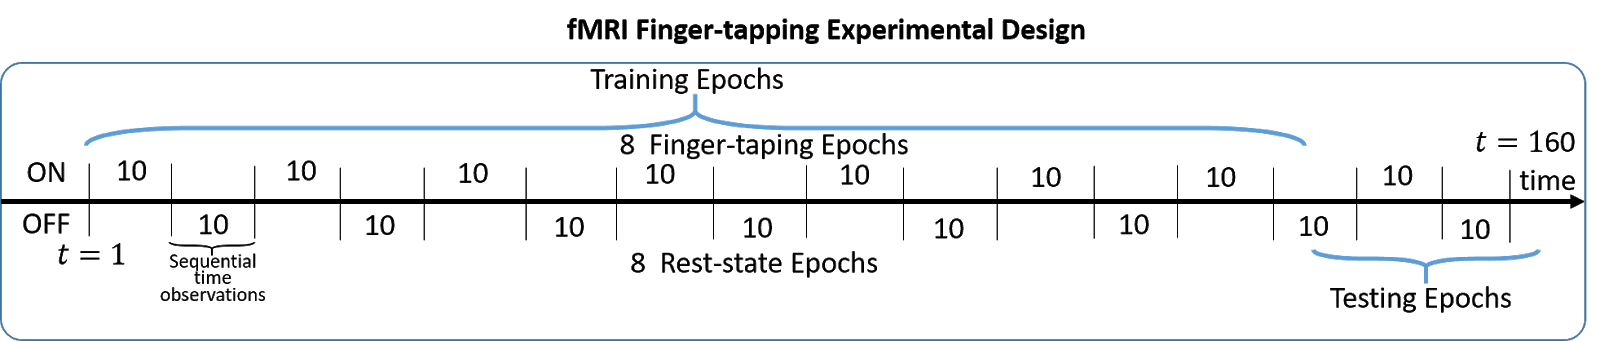 fMRI Finger-tapping Experimental Design
Training Epochs
8 Finger-taping Epochs
t = 160
ON 10 10 10 10 10 10 10 10 time
OFF 10 10 10 10 10 10 10 10
t = 1
Sequential
time
observations
8 Rest-state Epochs
Testing Epochs